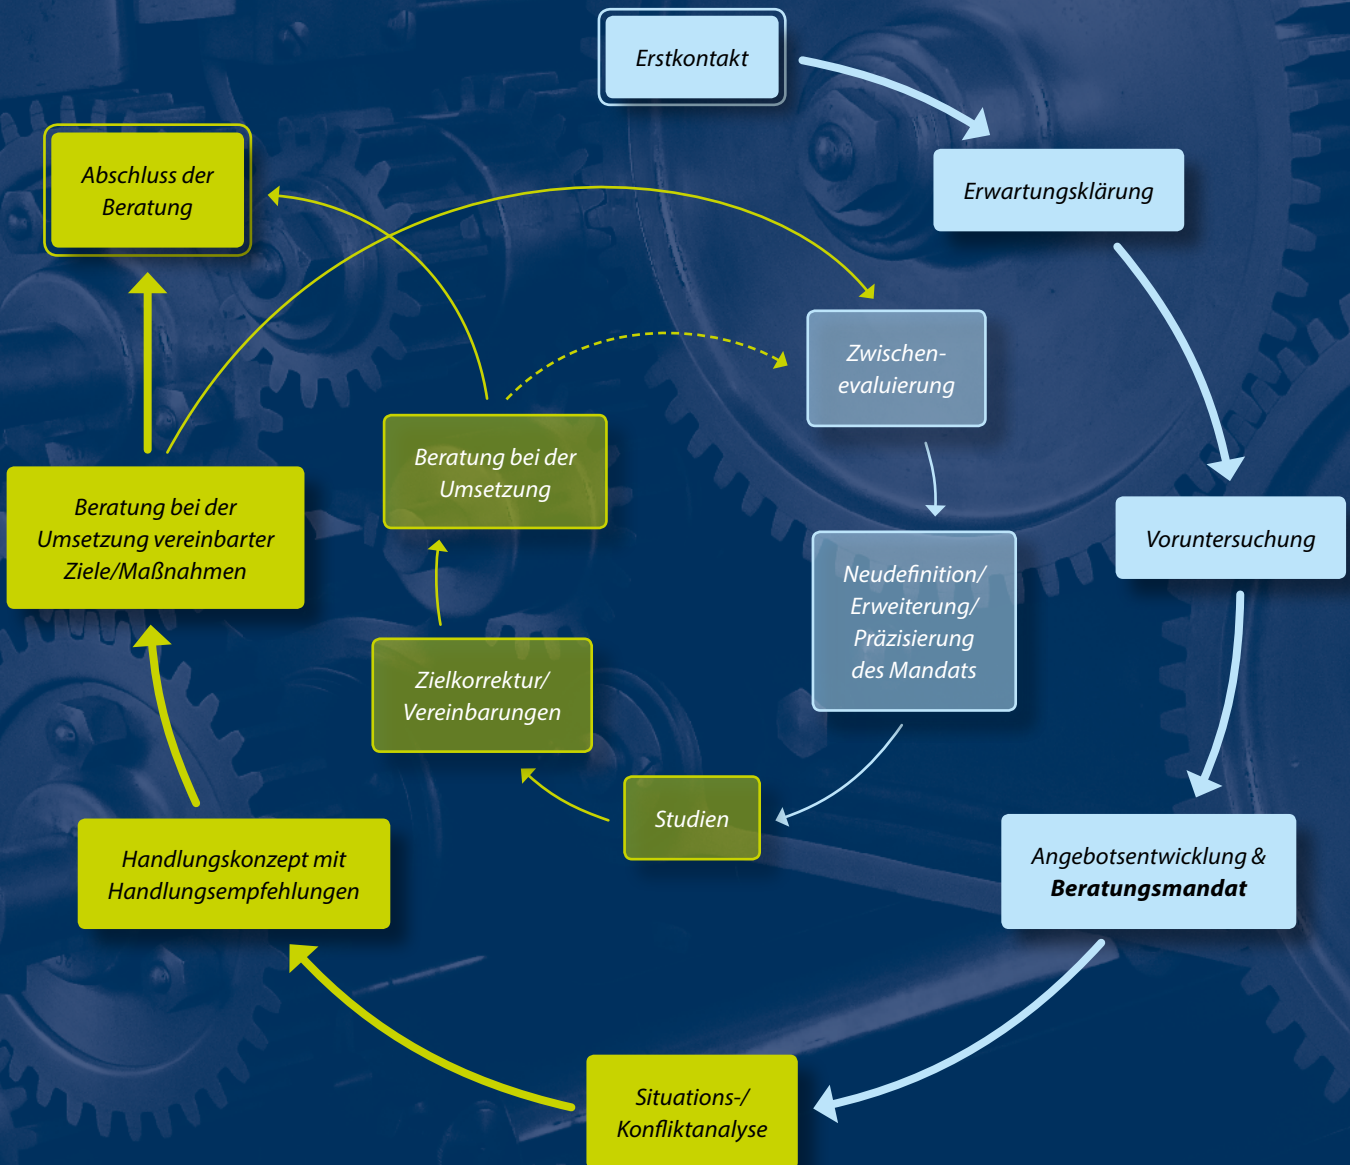 Erstkontakt
Erwartungsklärung
Abschluss der
Beratung
Zwischen-
evaluierung
Beratung bei der
Umsetzung
Beratung bei der
Umsetzung vereinbarter
Ziele/Maßnahmen
Voruntersuchung
Neudefinition/
Erweiterung/
Präzisierung
des Mandats
Zielkorrektur/
Vereinbarungen
Studien
Handlungskonzept mit
Handlungsempfehlungen
Angebotsentwicklung &
Beratungsmandat
Situations-/
Konfliktanalyse